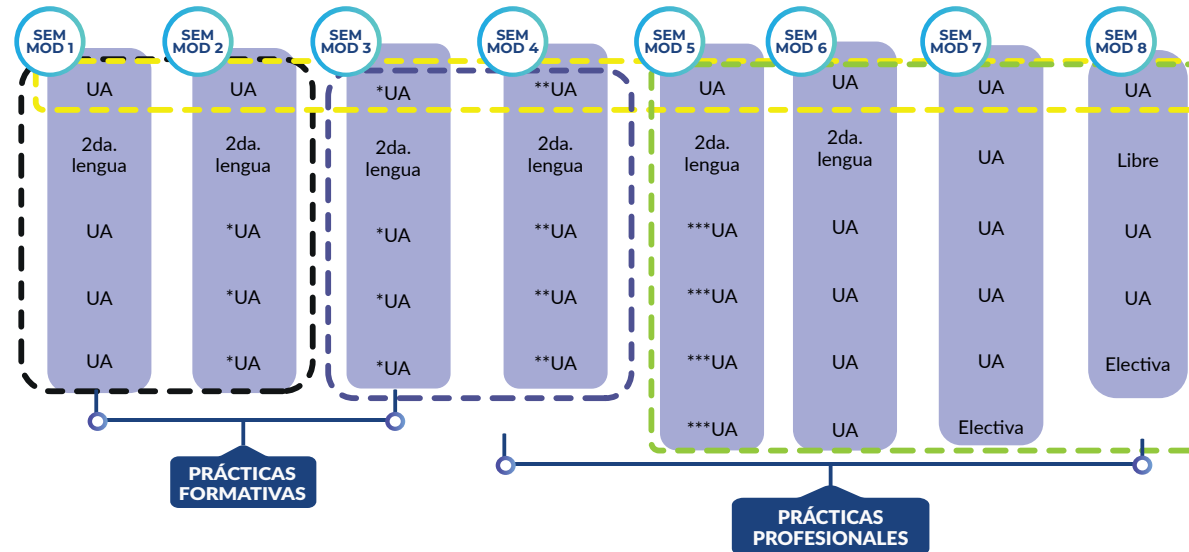 SEM
MOD 1
SEM
MOD 2
SEM
MOD 3
SEM
MOD 4
SEM
MOD 5
SEM
MOD 6
SEM
MOD 7
SEM
MOD 8
UA
UA
*UA
**UA
UA
UA
UA
UA
2da.
lengua
2da.
lengua
2da.
lengua
2da.
lengua
2da.
lengua
2da.
lengua
UA
Libre
UA
*UA
*UA
**UA
***UA
UA
UA
UA
UA
*UA
*UA
**UA
***UA
UA
UA
UA
UA
*UA
*UA
**UA
***UA
UA
UA
Electiva
***UA
UA
Electiva
PRÁCTICAS
FORMATIVAS
PRÁCTICAS
PROFESIONALES